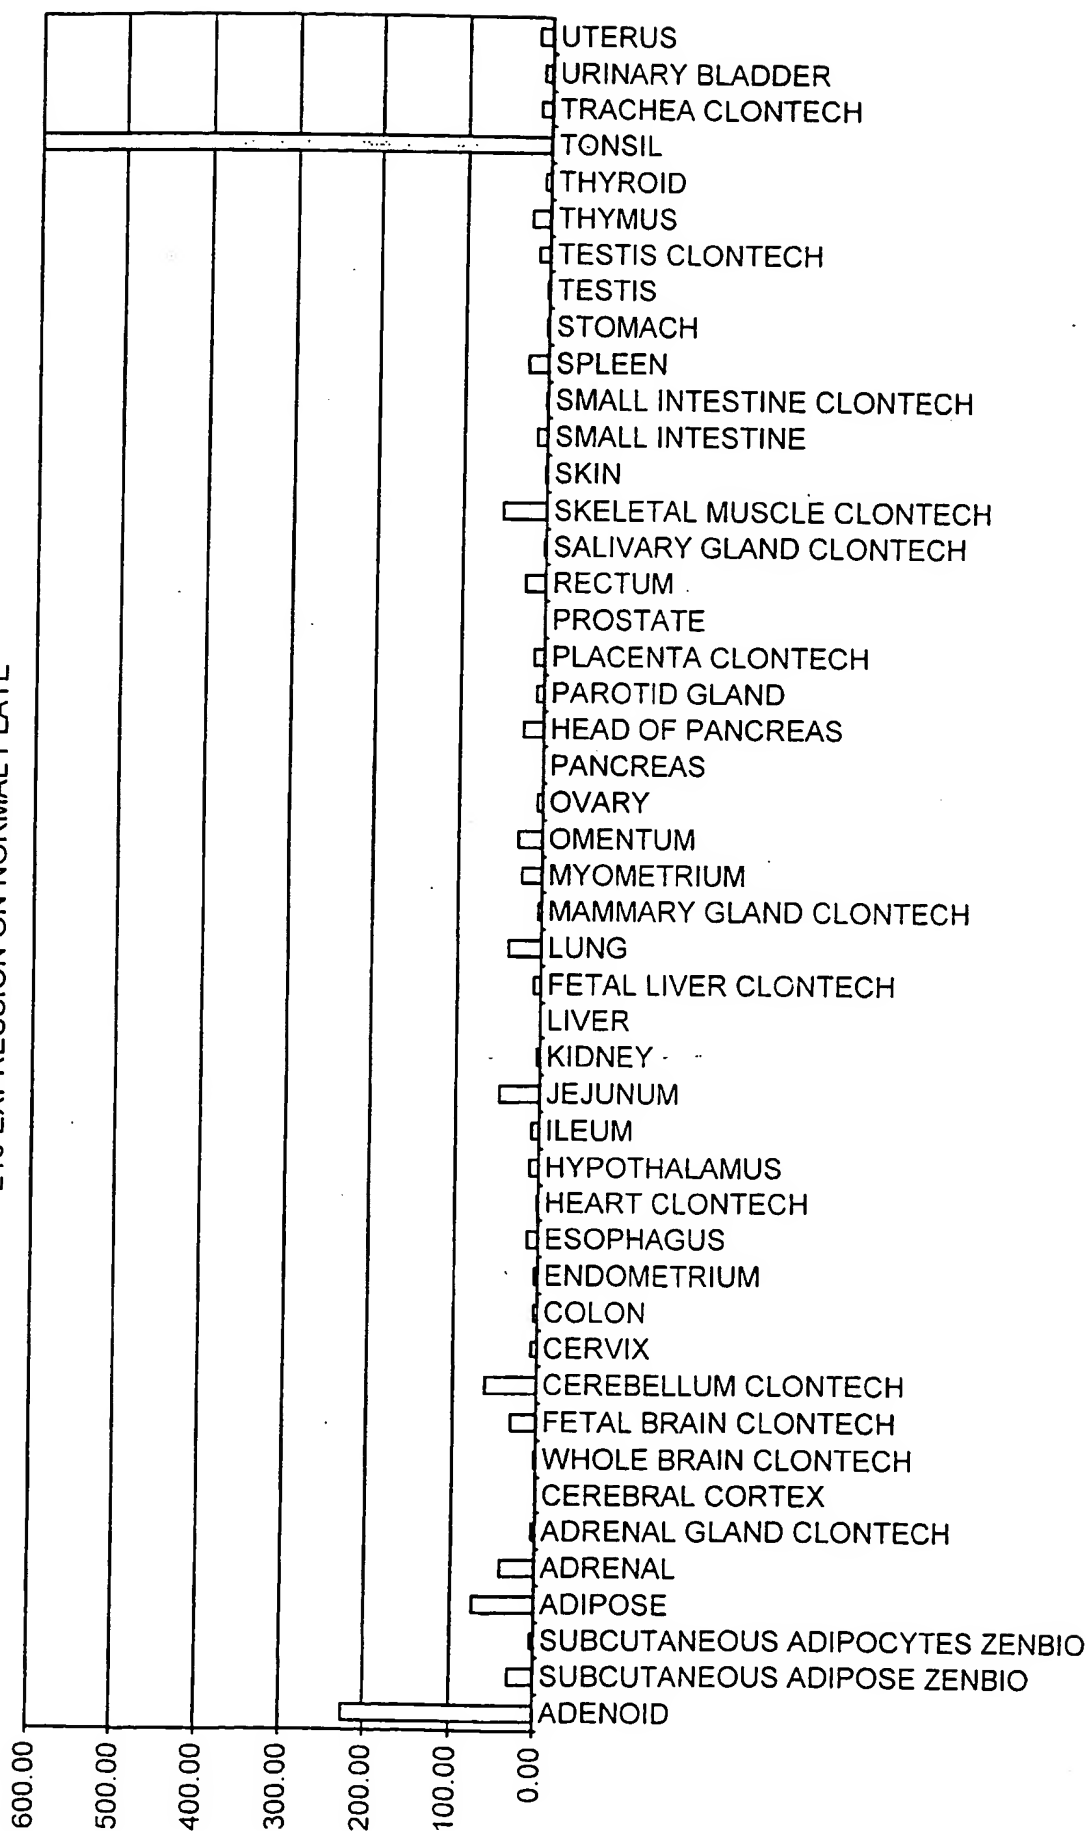 EXPRESSION ON NORMAL PLATE
UTERUS
URINARY BLADDER
TRACHEA CLONTECH
TONSIL
THYROID
THYMUS
TESTIS CLONTECH
TESTIS
STOMACH
SPLEEN
SMALL INTESTINE CLONTECH
SMALL INTESTINE
SKIN
SKELETAL MUSCLE CLONTECH
SALIVARY GLAND CLONTECH
RECTUM
PROSTATE
PLACENTA CLONTECH
PAROTID GLAND
HEAD OF PANCREAS
PANCREAS
OVARY
OMENTUM
MYOMETRIUM
MAMMARY GLAND CLONTECH
LUNG
FETAL LIVER CLONTECH
LIVER
KIDNEY
JEJUNUM
ILEUM
HYPOTHALAMUS
HEART CLONTECH
ESOPHAGUS
ENDOMETRIUM
COLON
CERVIX
CEREBELLUM CLONTECH
FETAL BRAIN CLONTECH
WHOLE BRAIN CLONTECH
CEREBRAL CORTEX
ADRENAL GLAND CLONTECH
ADRENAL
ADIPOSE
SUBCUTANEOUS ADIPOCYTES ZENBIO
SUBCUTANEOUS ADIPOSE ZENBIO
ADENOID
600.00
500.00
400.00
300.00
200.00
100.00
0.00